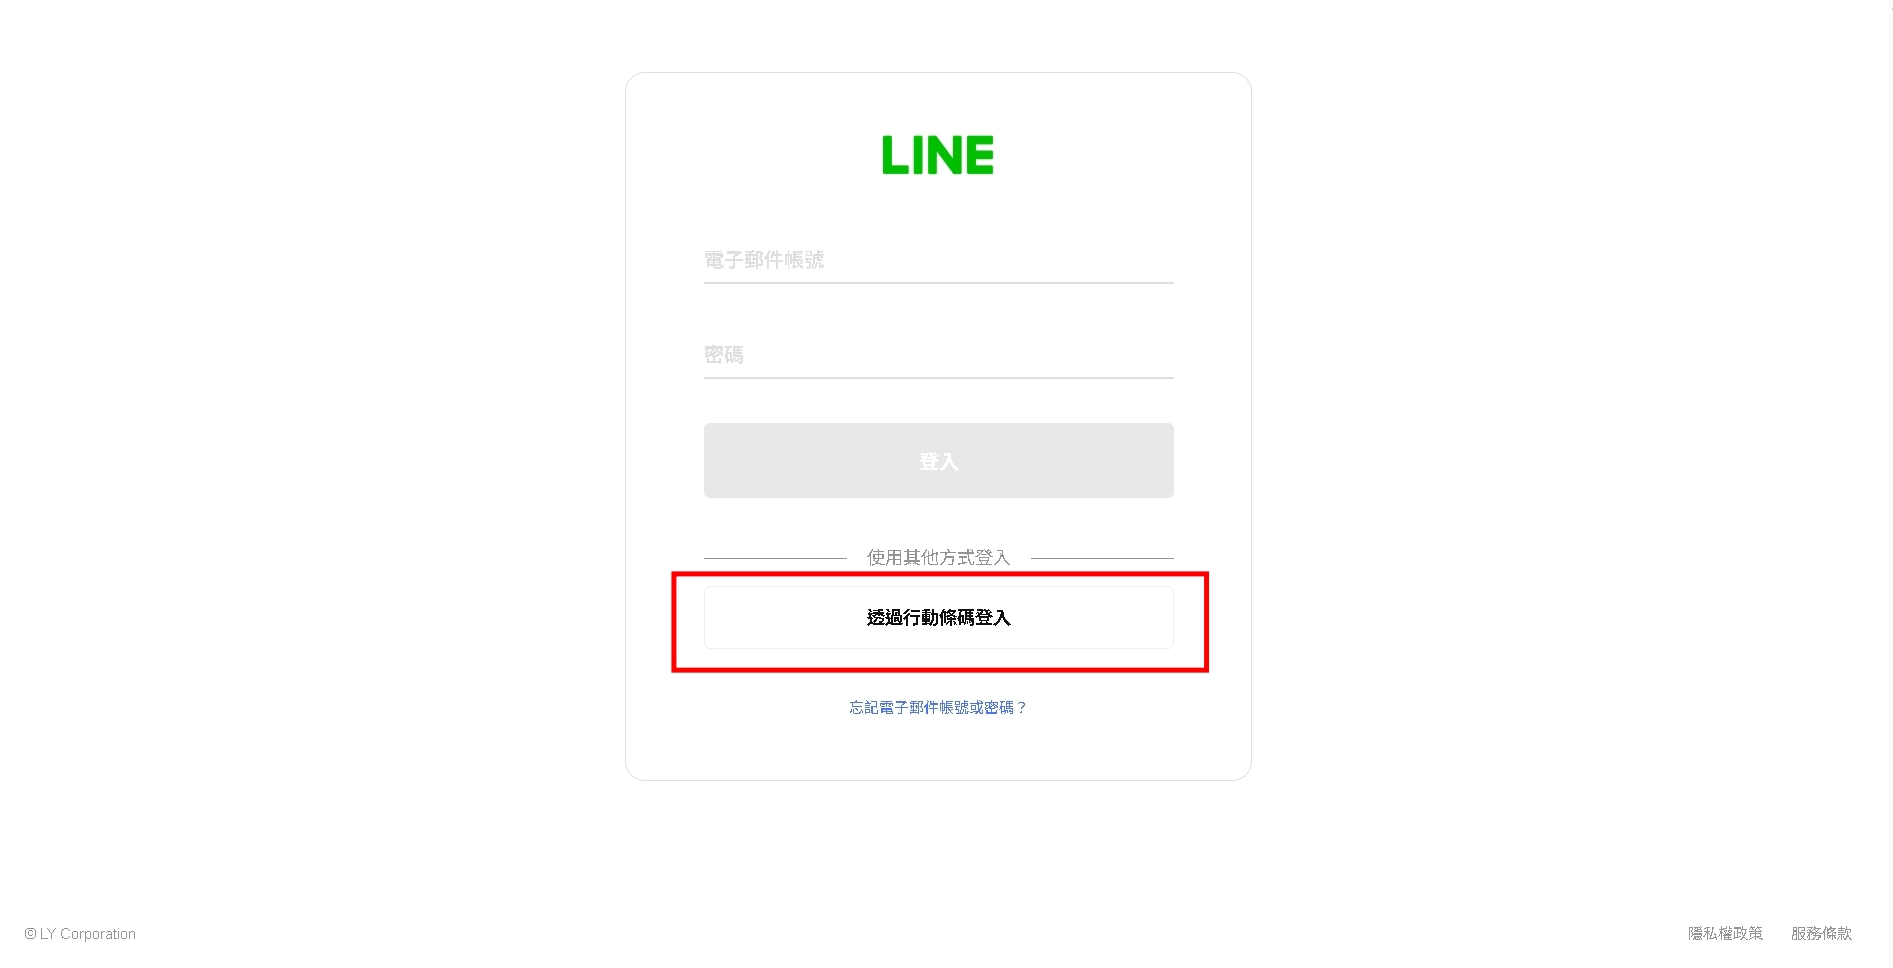 LINE
電子郵件帳號
密碼
登入
使用其他方式登入
透過行動條碼登入
忘記電子郵件帳號或密碼？
© LY Corporation
隱私權政策 服務條款